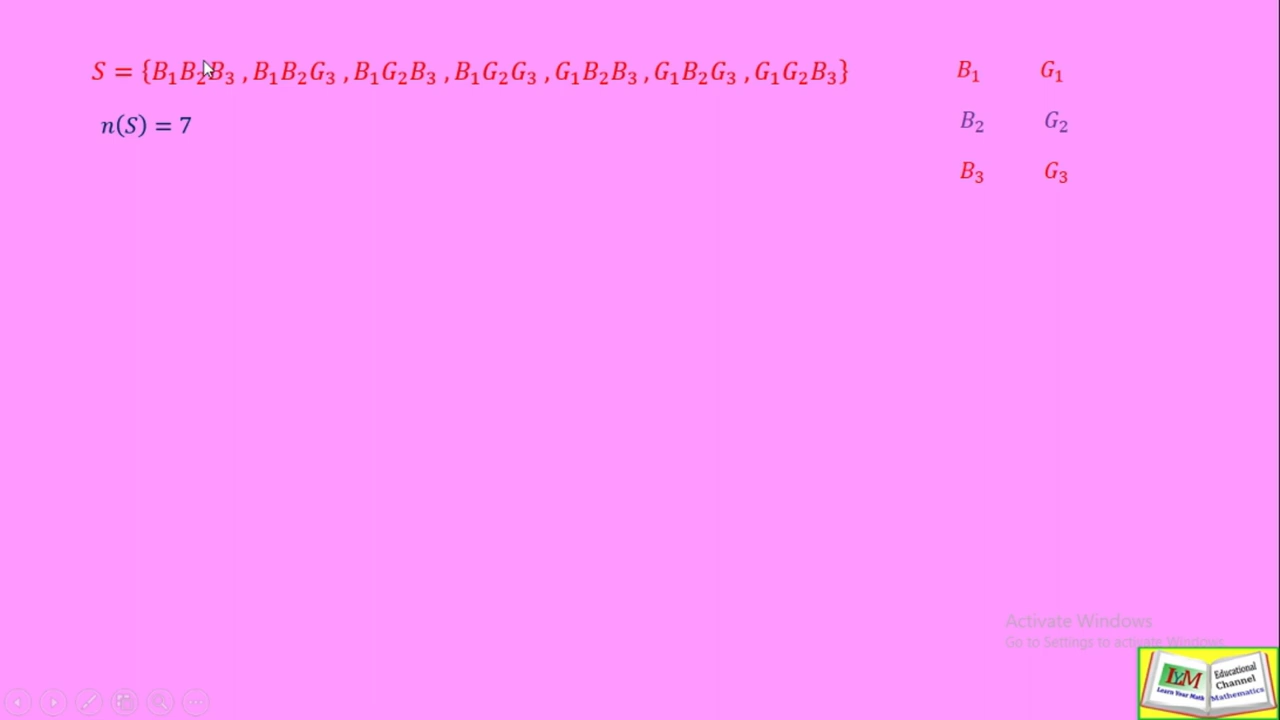 S = {B₁B₂B₃ , B₁B₂G₃ , B₁G₂B₃ , B₁G₂G₃ , G₁B₂B₃ , G₁B₂G₃ , G₁G₂B₃}
n(S) = 7
B₁ G₁
B₂ G₂
B₃ G₃
Activate Windows
Go to Settings to activate Windows.
LYM
Learn Your Math
Educational
Channel
Mathematics